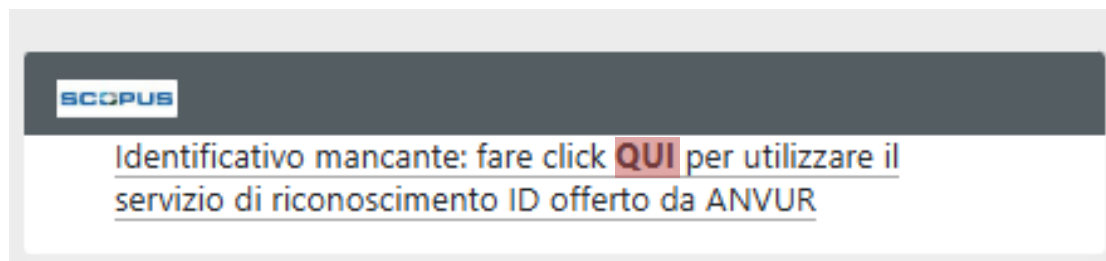 SCOPUS
Identificativo mancante: fare click QUI per utilizzare il
servizio di riconoscimento ID offerto da ANVUR